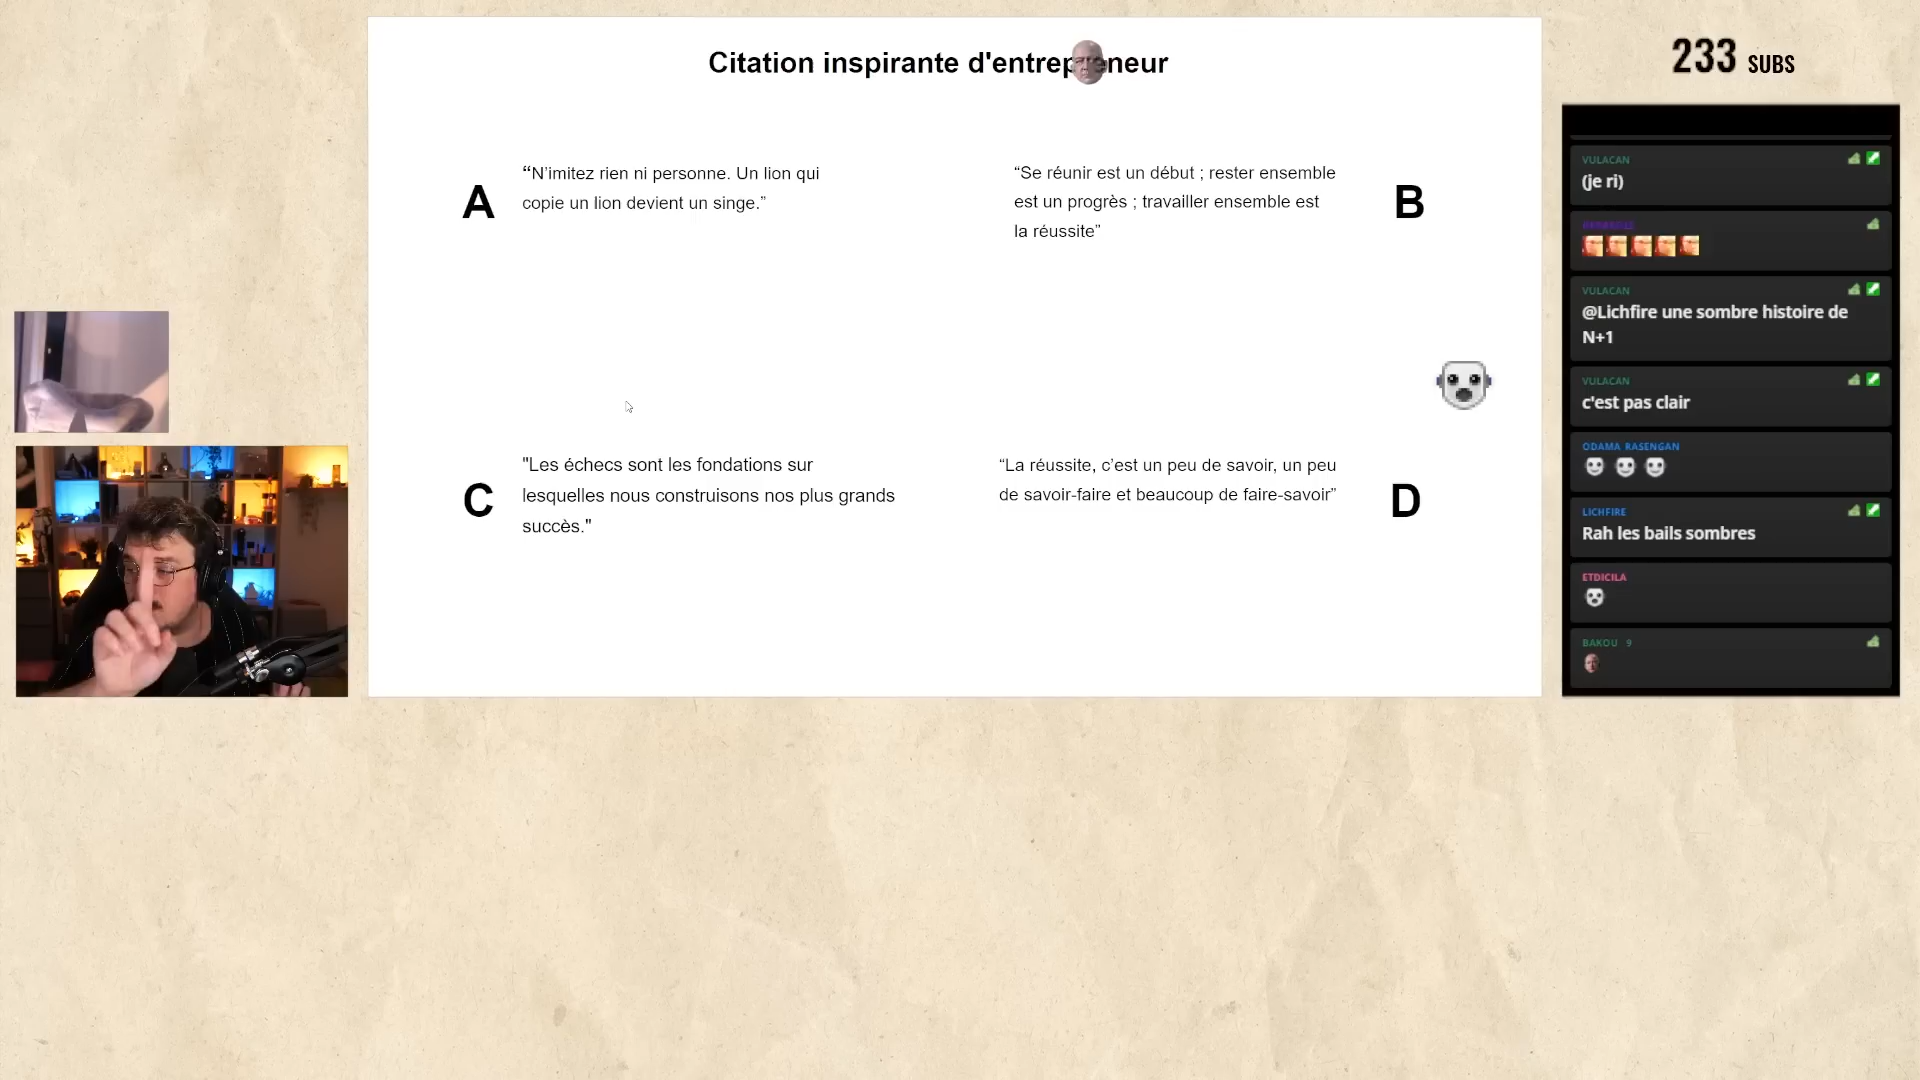 Citation inspirante d'entrep neur
A
“N’imitez rien ni personne. Un lion qui
copie un lion devient un singe.”
“Se réunir est un début ; rester ensemble
est un progrès ; travailler ensemble est
la réussite”
B
C
"Les échecs sont les fondations sur
lesquelles nous construisons nos plus grands
succès."
“La réussite, c’est un peu de savoir, un peu
de savoir-faire et beaucoup de faire-savoir”
D
233 SUBS
VULACAN
(je ri)
VULACAN
@Lichfire une sombre histoire de
N+1
VULACAN
c'est pas clair
ODAMA_RASENGAN
LICHFIRE
Rah les bails sombres
ETDICILA
BAKOU_9